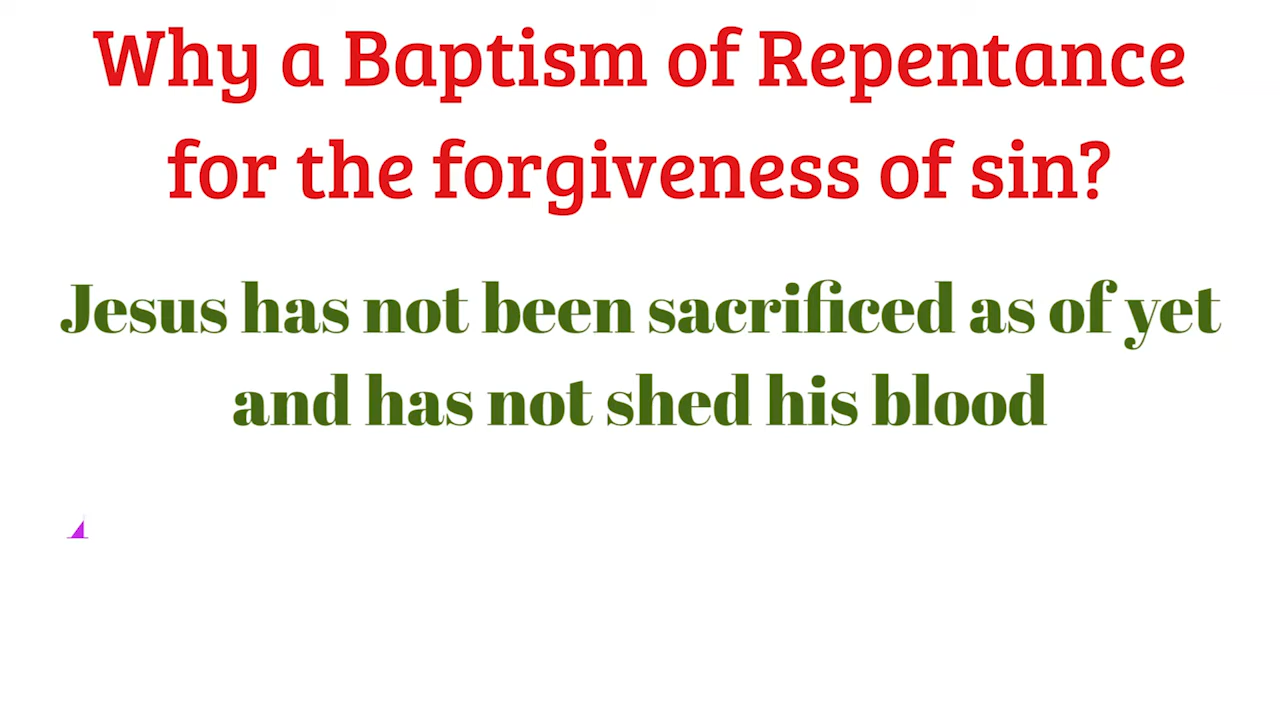 Why a Baptism of Repentance
for the forgiveness of sin?
Jesus has not been sacrificed as of yet
and has not shed his blood